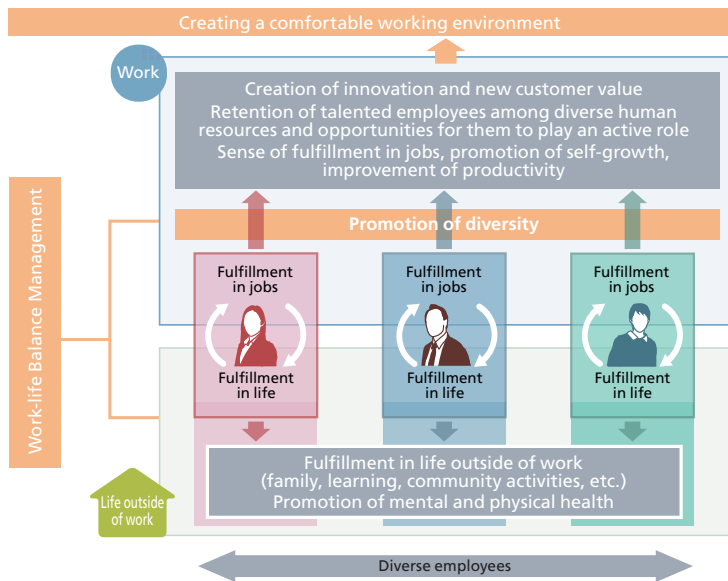 Creating a comfortable working environment
Work
Creation of innovation and new customer value
Retention of talented employees among diverse human
resources and opportunities for them to play an active role
Sense of fulfillment in jobs, promotion of self-growth,
improvement of productivity
Work-life Balance Management
Promotion of diversity
Fulfillment
in jobs
Fulfillment
in life
Fulfillment
in jobs
Fulfillment
in life
Fulfillment
in jobs
Fulfillment
in life
Fulfillment in life outside of work
(family, learning, community activities, etc.)
Promotion of mental and physical health
Life outside
of work
Diverse employees